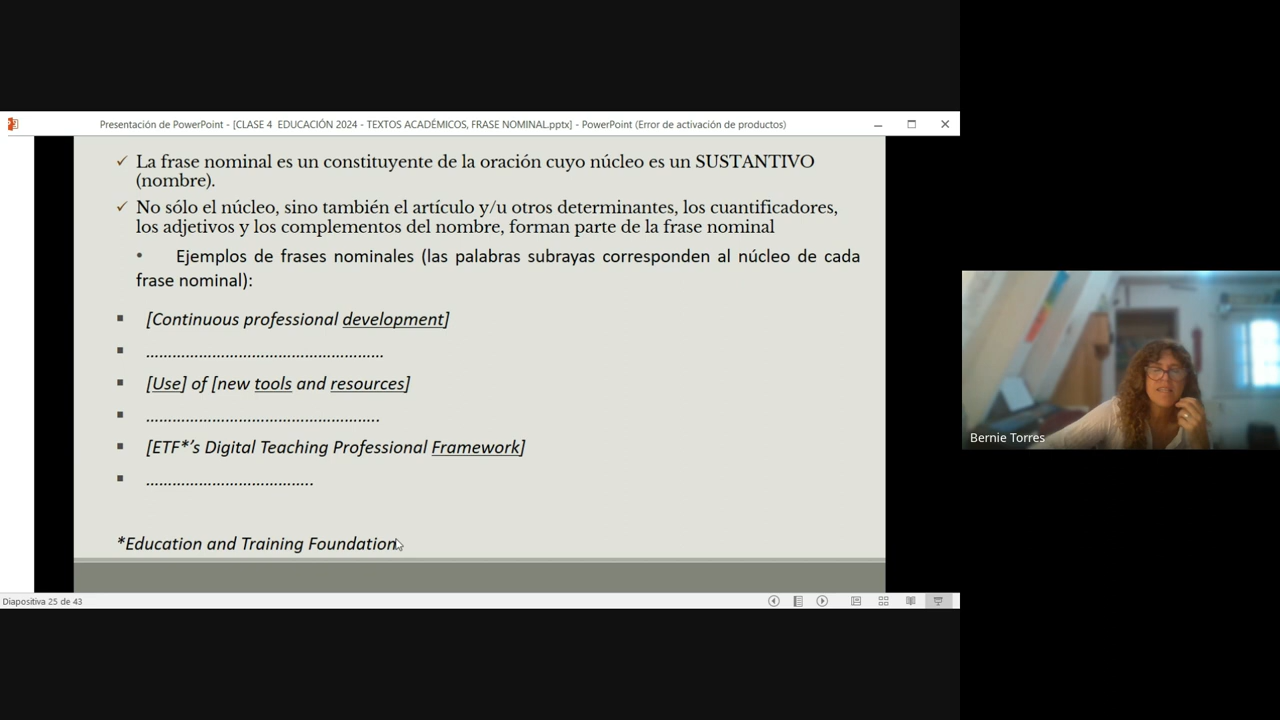 Presentación de PowerPoint - [CLASE 4  EDUCACIÓN 2024 - TEXTOS ACADÉMICOS, FRASE NOMINAL.pptx] - PowerPoint (Error de activación de productos)
✓ La frase nominal es un constituyente de la oración cuyo núcleo es un SUSTANTIVO
(nombre).
✓ No sólo el núcleo, sino también el artículo y/u otros determinantes, los cuantificadores,
los adjetivos y los complementos del nombre, forman parte de la frase nominal
• Ejemplos de frases nominales (las palabras subrayas corresponden al núcleo de cada
frase nominal):
▪ [Continuous professional development]
▪ ………………………………………………
▪ [Use] of [new tools and resources]
▪ ……………………………………………..
▪ [ETF*’s Digital Teaching Professional Framework]
▪ ………………………………..
*Education and Training Foundation
Bernie Torres
Diapositiva 25 de 43